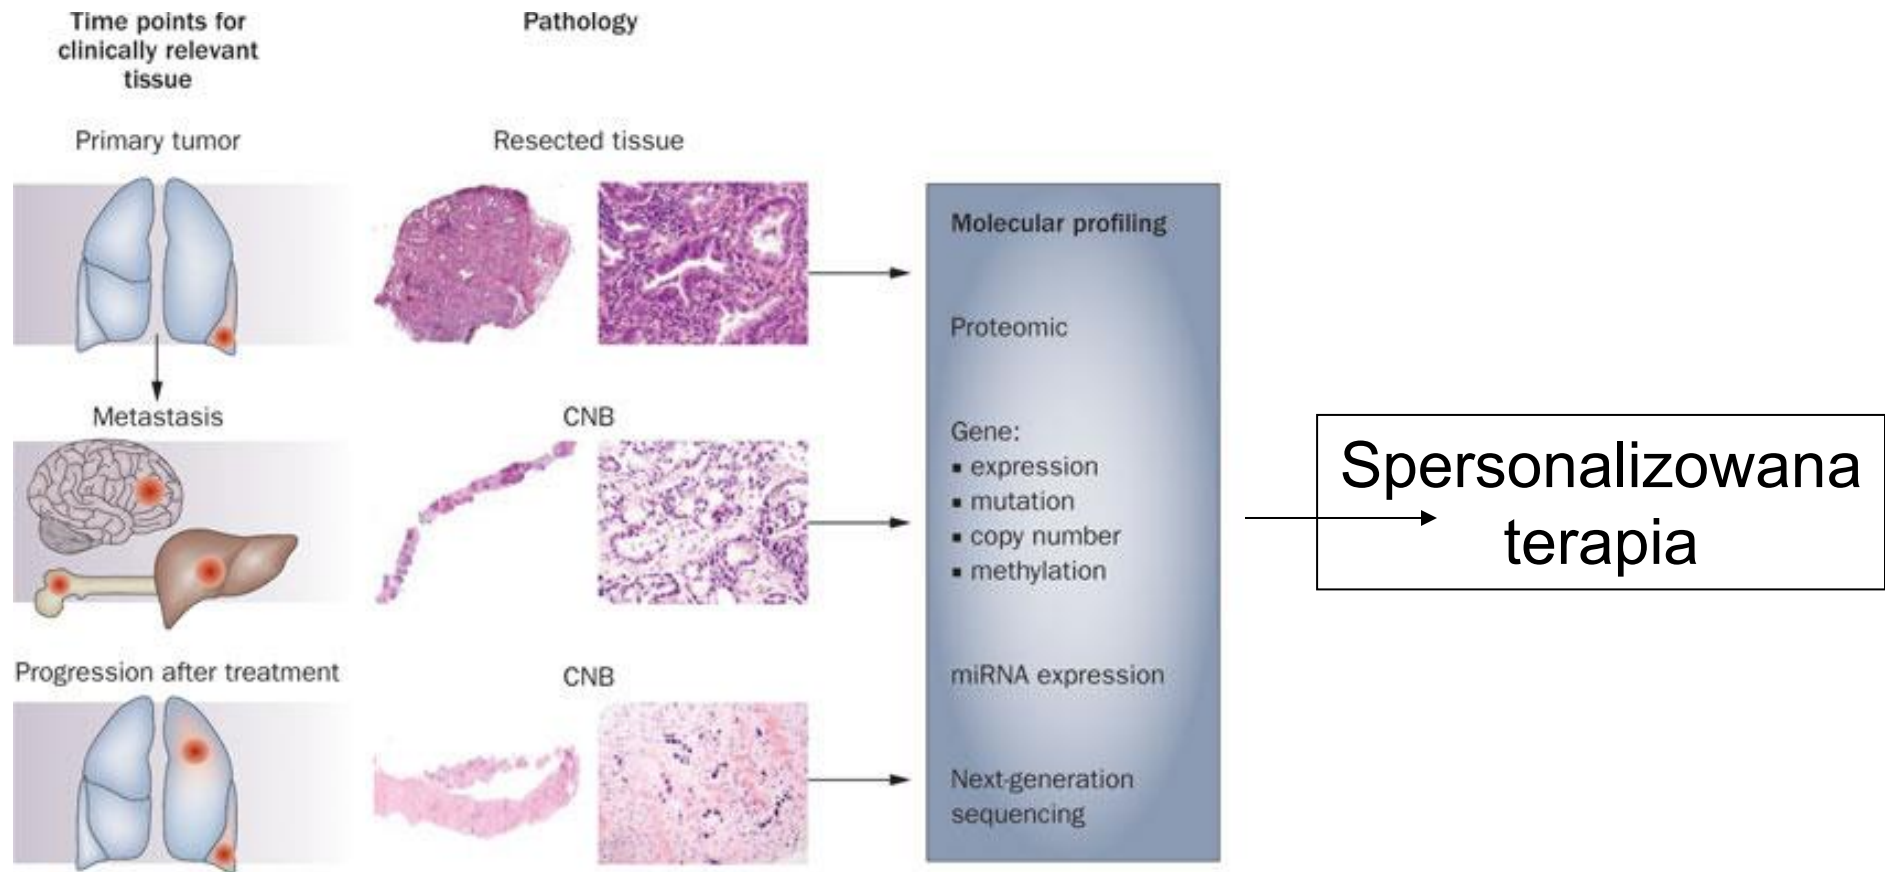 Time points for
clinically relevant
tissue
Pathology
Primary tumor
Resected tissue
Metastasis
CNB
Progression after treatment
CNB
Molecular profiling
Proteomic
Gene:
▪ expression
▪ mutation
▪ copy number
▪ methylation
miRNA expression
Next-generation
sequencing
Spersonalizowana
terapia